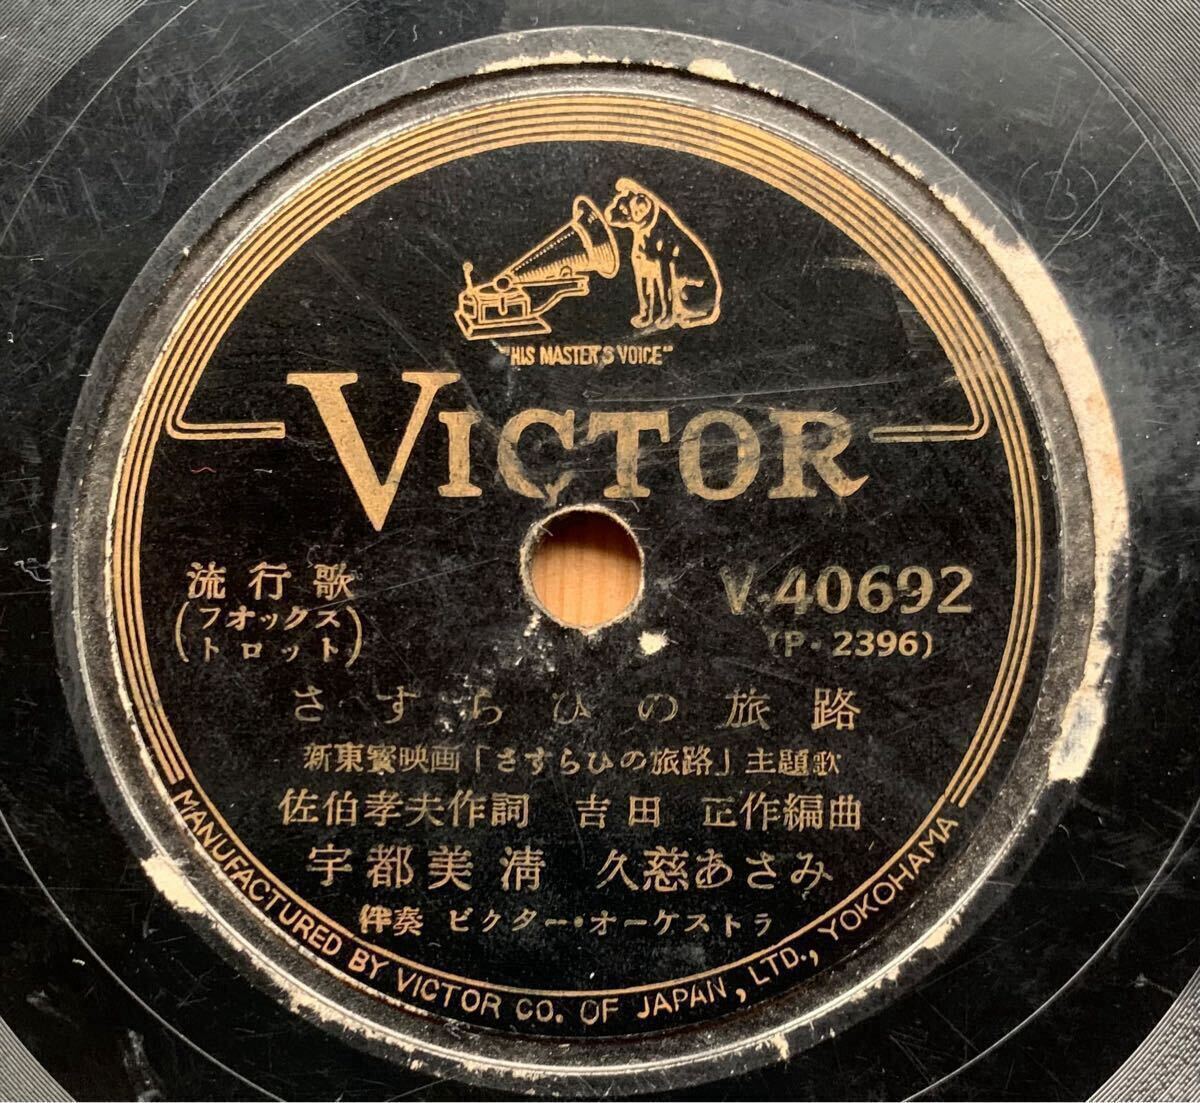 "HIS MASTER'S VOICE"
VICTOR
流行歌
(フオックス
トロット)
V-40692
(P・2396)
さすらひの旅路
新東寳映画「さすらひの旅路」主題歌
佐伯孝夫作詞 吉田 正作編曲
宇都美清 久慈あさみ
伴奏 ビクター・オーケストラ
MANUFACTURED BY VICTOR CO. OF JAPAN, LTD., YOKOHAMA